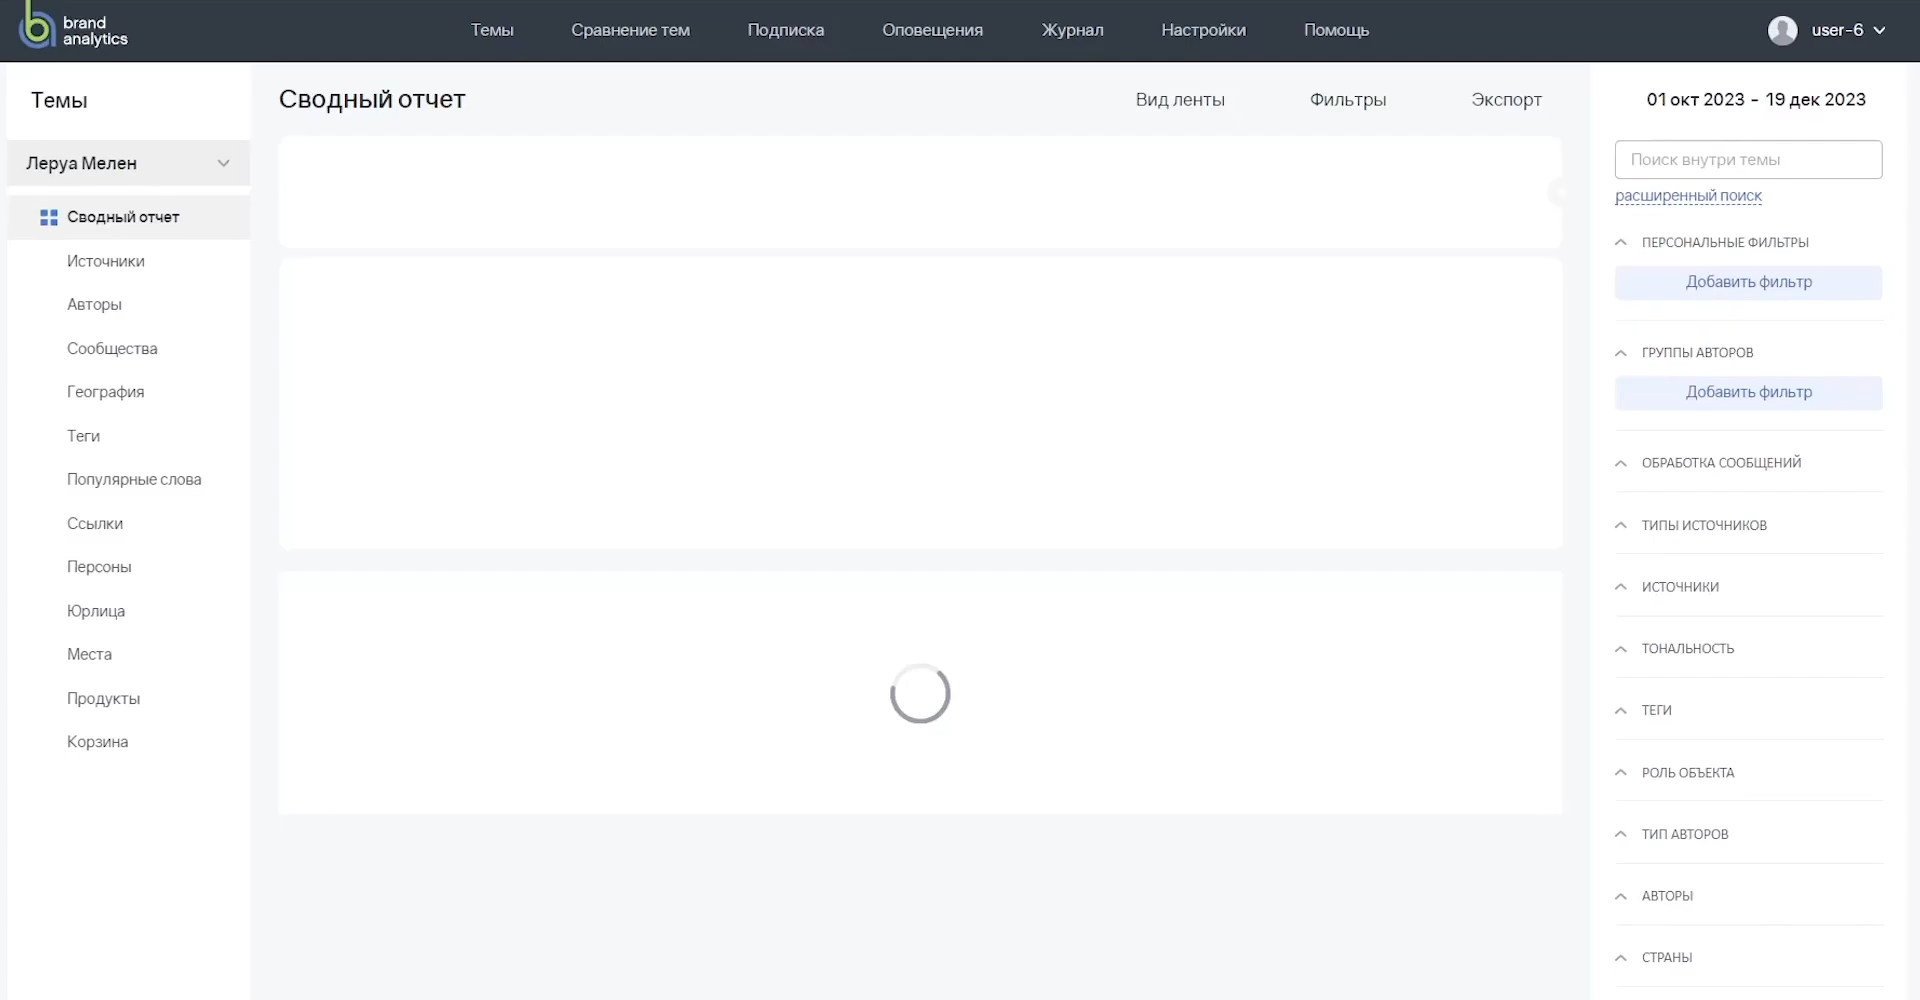 brand
analytics
Темы
Сравнение тем
Подписка
Оповещения
Журнал
Настройки
Помощь
user-6
Темы
Леруа Мелен
Сводный отчет
Источники
Авторы
Сообщества
География
Теги
Популярные слова
Ссылки
Персоны
Юрлица
Места
Продукты
Корзина
Сводный отчет
Вид ленты
Фильтры
Экспорт
01 окт 2023 - 19 дек 2023
Поиск внутри темы
расширенный поиск
ПЕРСОНАЛЬНЫЕ ФИЛЬТРЫ
Добавить фильтр
ГРУППЫ АВТОРОВ
Добавить фильтр
ОБРАБОТКА СООБЩЕНИЙ
ТИПЫ ИСТОЧНИКОВ
ИСТОЧНИКИ
ТОНАЛЬНОСТЬ
ТЕГИ
РОЛЬ ОБЪЕКТА
ТИП АВТОРОВ
АВТОРЫ
СТРАНЫ